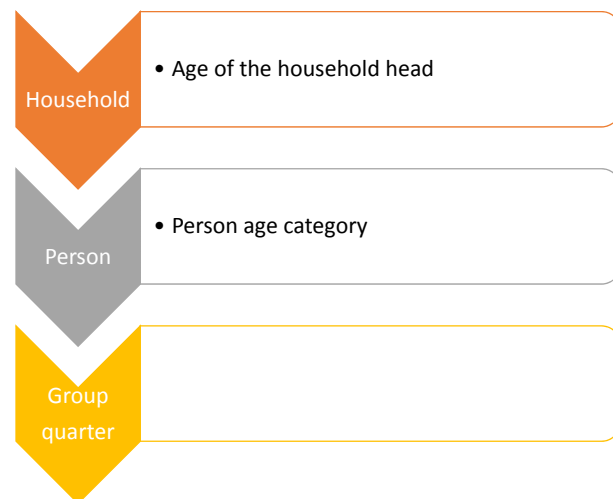 Household
• Age of the household head
Person
• Person age category
Group
quarter